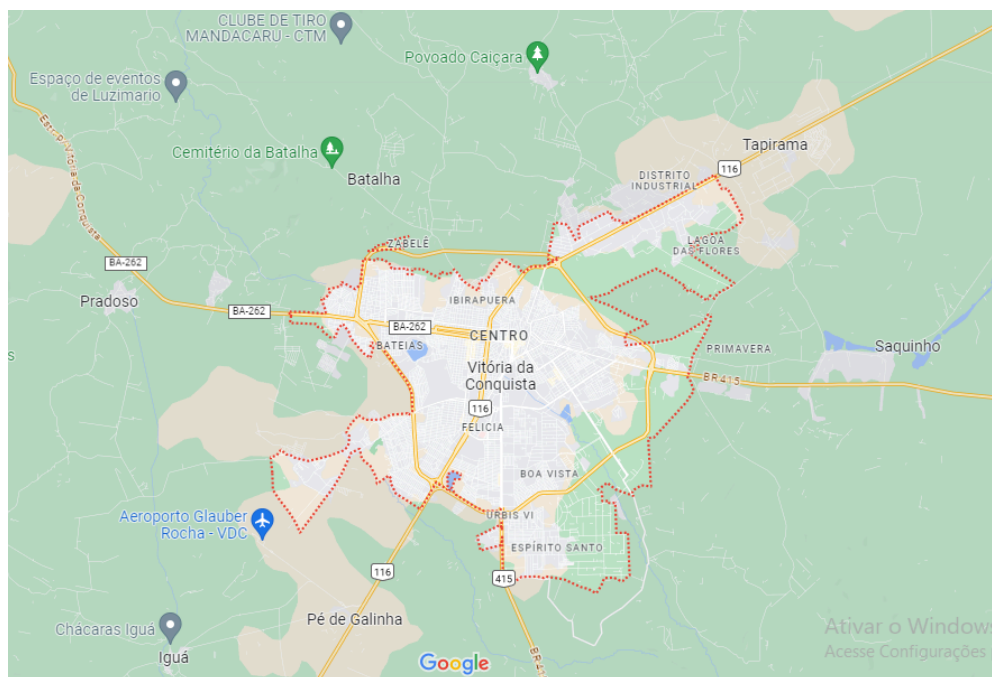 CLUBE DE TIRO
MANDACARU - CTM
Povoado Caiçara
Espaço de eventos
de Luzimario
Estr. p/ Vitória da Conquista
Cemitério da Batalha
Batalha
Tapirama
116
DISTRITO
INDUSTRIAL
ZABELÊ
LAGOA
DAS FLORES
BA-262
Pradoso
IBIRAPUERA
BA-262
BA-262
CENTRO
BATEIAS
PRIMAVERA
Saquinho
Vitória da
Conquista
BR415
116
FELICIA
BOA VISTA
Aeroporto Glauber
Rocha - VDC
URBIS VI
ESPÍRITO SANTO
116
415
Pé de Galinha
Chácaras Iguá
Iguá
Google
Ativar o Windows
Acesse Configurações